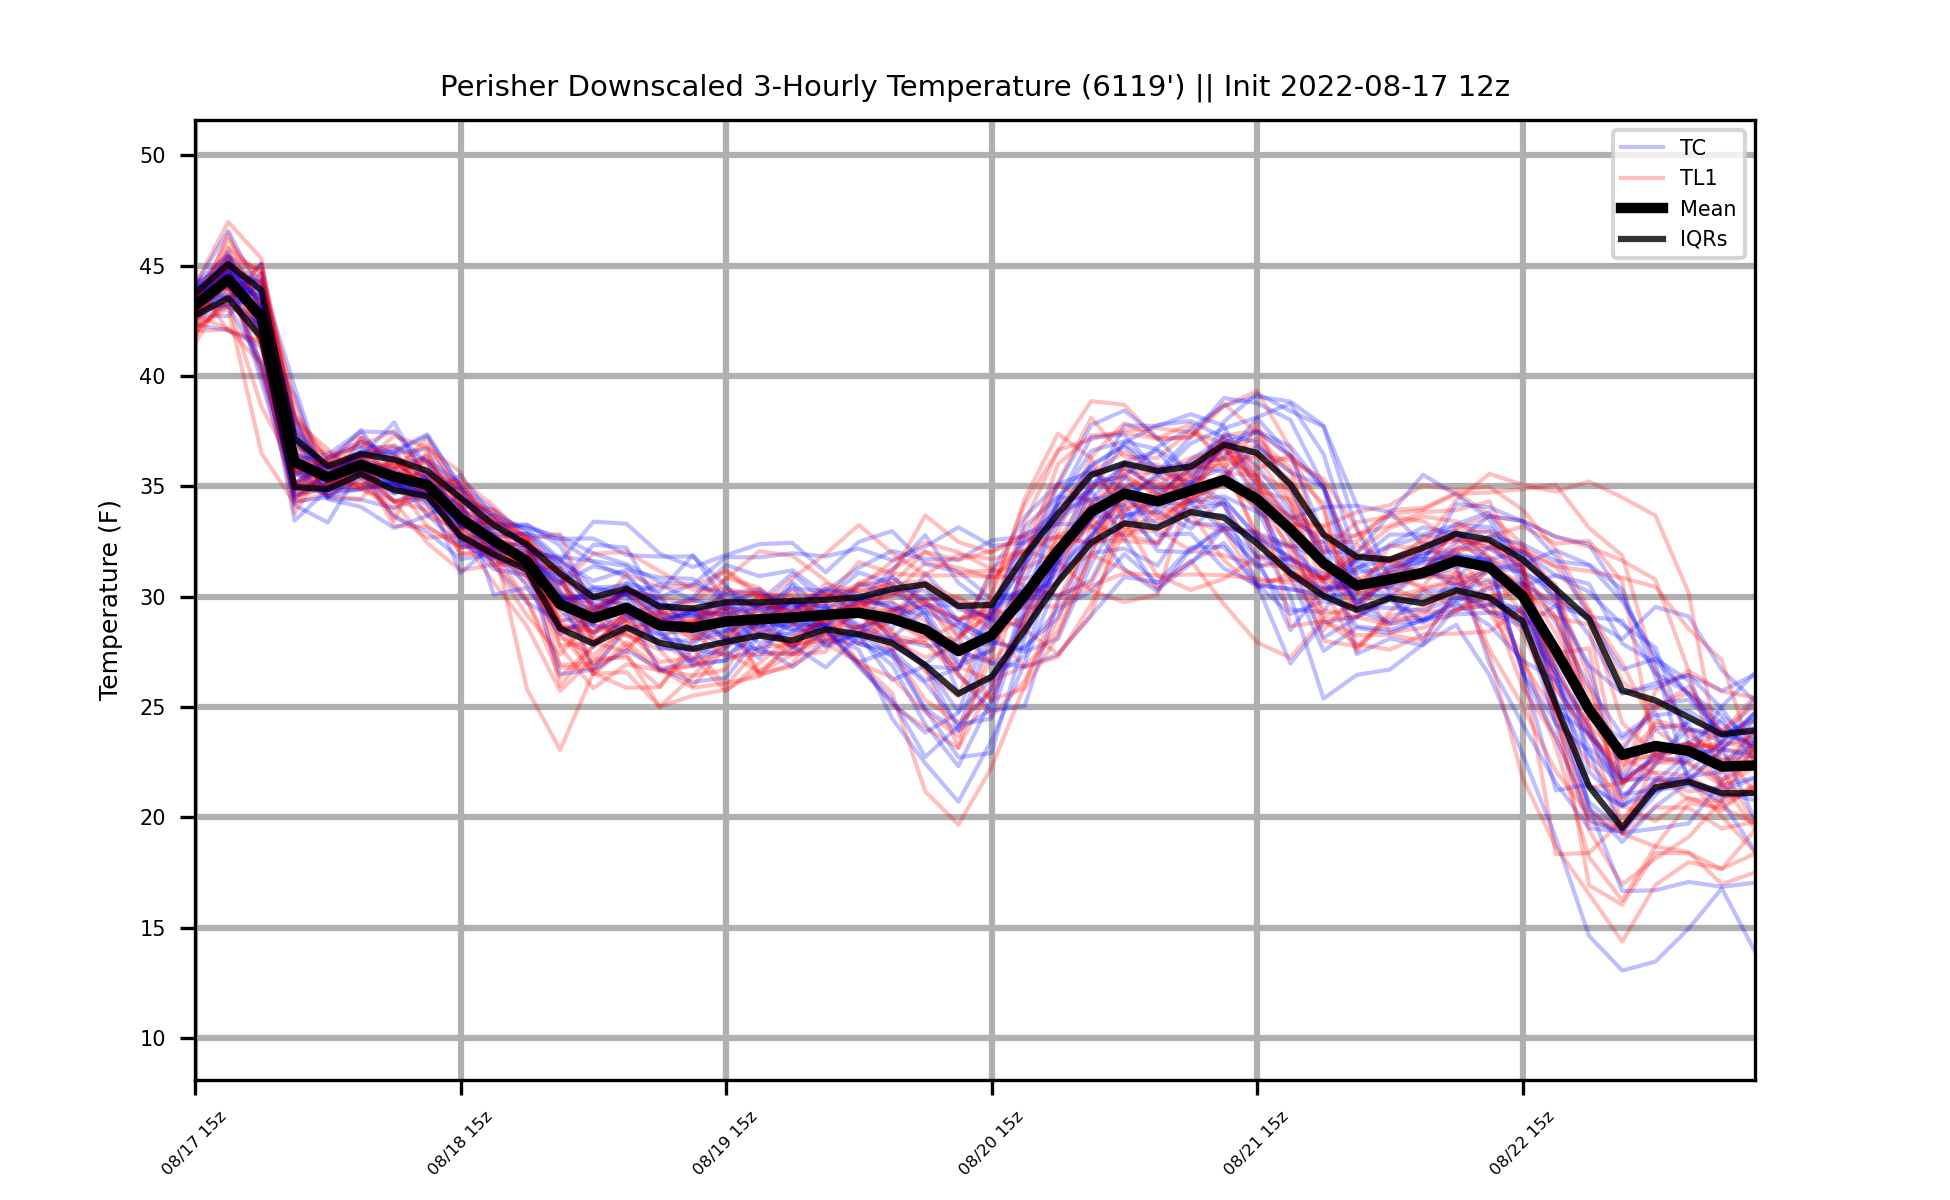 Perisher Downscaled 3-Hourly Temperature (6119') || Init 2022-08-17 12z
TC
TL1
Mean
IQRs
Temperature (F)
50
45
40
35
30
25
20
15
10
08/17 15z
08/18 15z
08/19 15z
08/20 15z
08/21 15z
08/22 15z